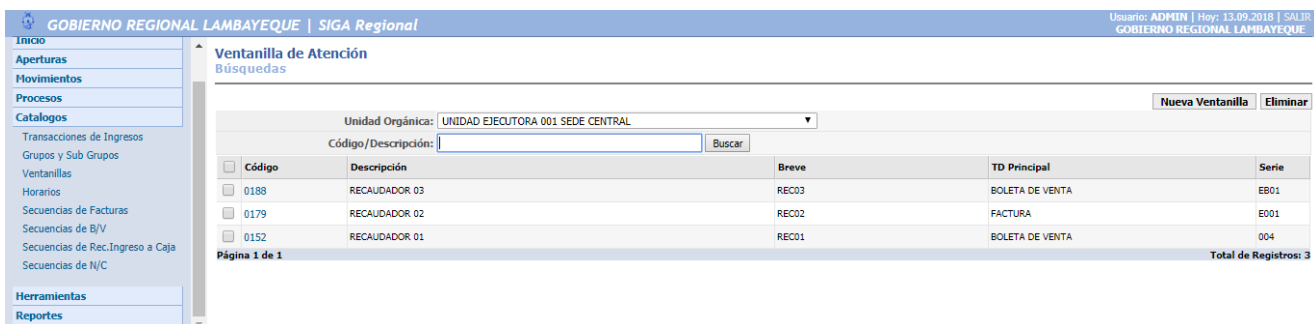 GOBIERNO REGIONAL LAMBAYEQUE | SIGA Regional
Usuario: ADMIN | Hoy: 13.09.2018 | SALIR
GOBIERNO REGIONAL LAMBAYEQUE
Inicio
Aperturas
Movimientos
Procesos
Catalogos
Transacciones de Ingresos
Grupos y Sub Grupos
Ventanillas
Horarios
Secuencias de Facturas
Secuencias de B/V
Secuencias de Rec.Ingreso a Caja
Secuencias de N/C
Herramientas
Reportes
Ventanilla de Atención
Búsquedas
Nueva Ventanilla Eliminar
Unidad Orgánica: UNIDAD EJECUTORA 001 SEDE CENTRAL
Código/Descripción: Buscar
Código Descripción Breve TD Principal Serie
0188 RECAUDADOR 03 REC03 BOLETA DE VENTA EB01
0179 RECAUDADOR 02 REC02 FACTURA E001
0152 RECAUDADOR 01 REC01 BOLETA DE VENTA 004
Página 1 de 1 Total de Registros: 3